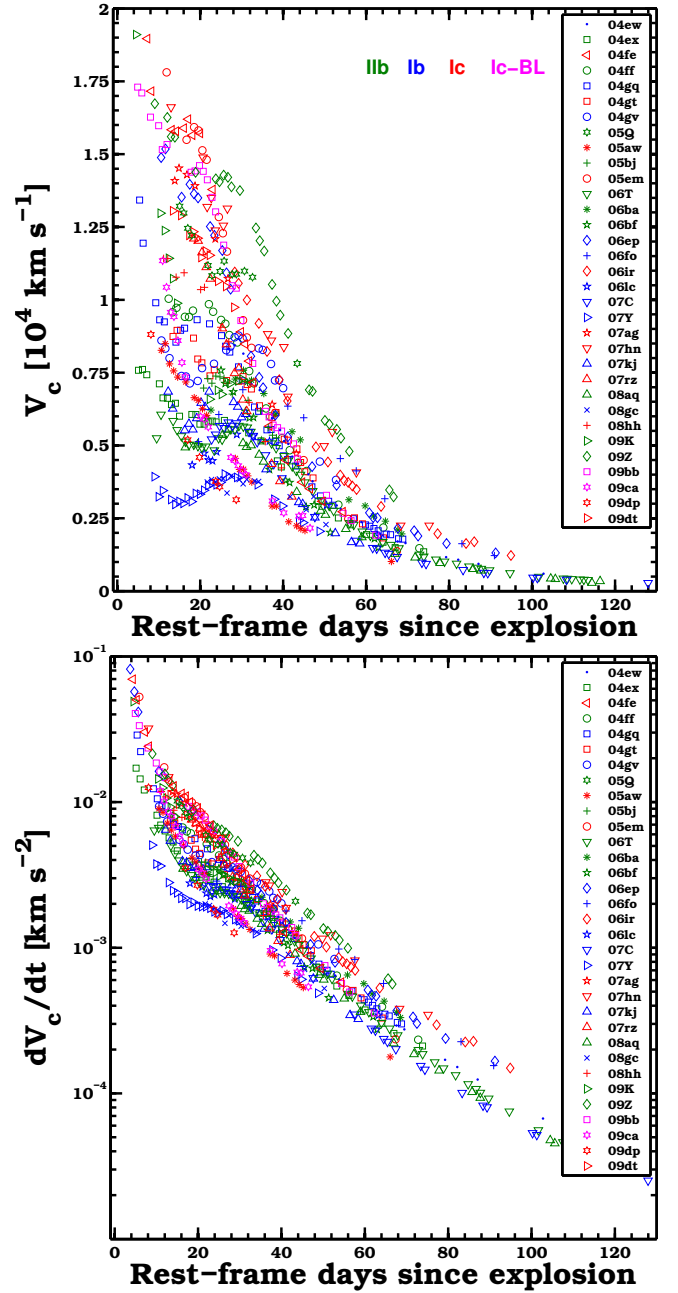 2
1.75
1.5
1.25
1
0.75
0.5
0.25
0
V_c [10^4 km s^−1]
IIb Ib Ic Ic−BL
04ew
04ex
04fe
04ff
04gq
04gt
04gv
05Q
05aw
05bj
05em
06T
06ba
06bf
06ep
06fo
06ir
06lc
07C
07Y
07ag
07hn
07kj
07rz
08aq
08gc
08hh
09K
09Z
09bb
09ca
09dp
09dt
0 20 40 60 80 100 120
Rest−frame days since explosion
10^−1
10^−2
10^−3
10^−4
dV_c/dt [km s^−2]
04ew
04ex
04fe
04ff
04gq
04gt
04gv
05Q
05aw
05bj
05em
06T
06ba
06bf
06ep
06fo
06ir
06lc
07C
07Y
07ag
07hn
07kj
07rz
08aq
08gc
08hh
09K
09Z
09bb
09ca
09dp
09dt
0 20 40 60 80 100 120
Rest−frame days since explosion